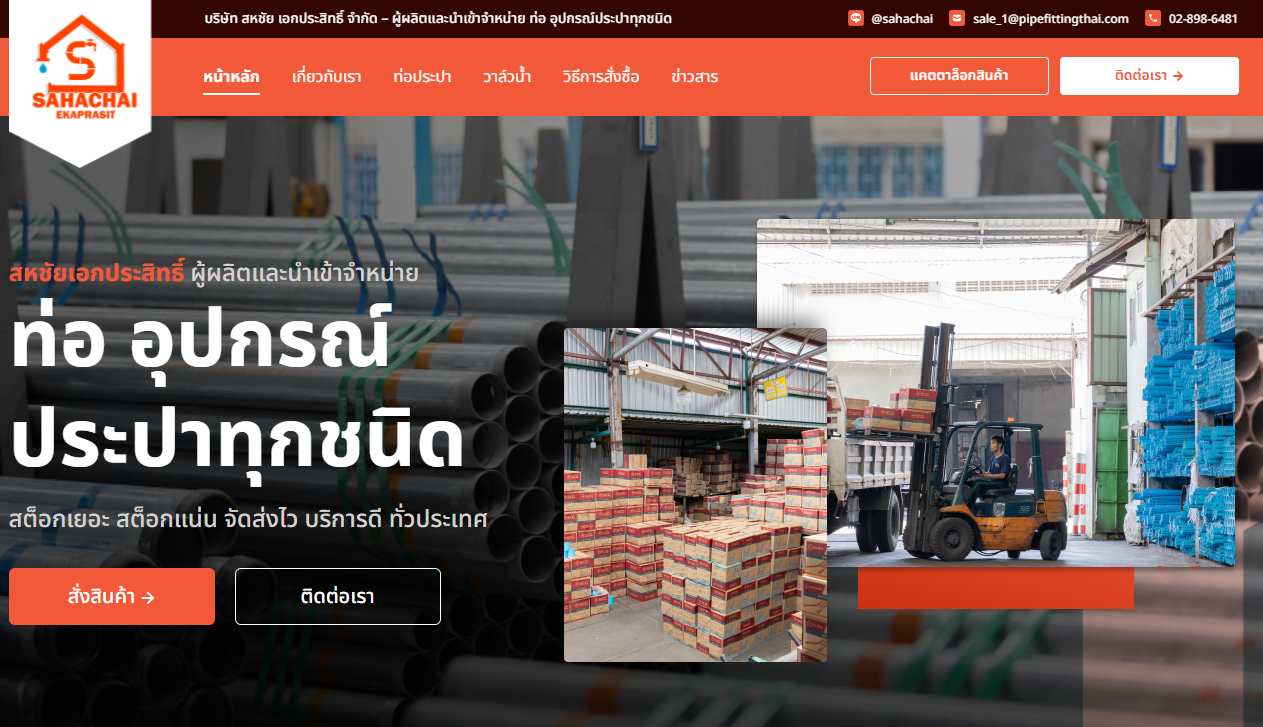 บริษัท สหชัย เอกประสิทธิ์ จำกัด – ผู้ผลิตและนำเข้าจำหน่าย ท่อ อุปกรณ์ประปาทุกชนิด
@sahachai
sale_1@pipefittingthai.com
02-898-6481
S
SAHACHAI
EKAPRASIT
หน้าหลัก
เกี่ยวกับเรา
ท่อประปา
วาล์วน้ำ
วิธีการสั่งซื้อ
ข่าวสาร
แคตตาล็อกสินค้า
ติดต่อเรา →
สหชัยเอกประสิทธิ์ ผู้ผลิตและนำเข้าจำหน่าย
ท่อ อุปกรณ์
ประปาทุกชนิด
สต็อกเยอะ สต็อกแน่น จัดส่งไว บริการดี ทั่วประเทศ
สั่งสินค้า →
ติดต่อเรา